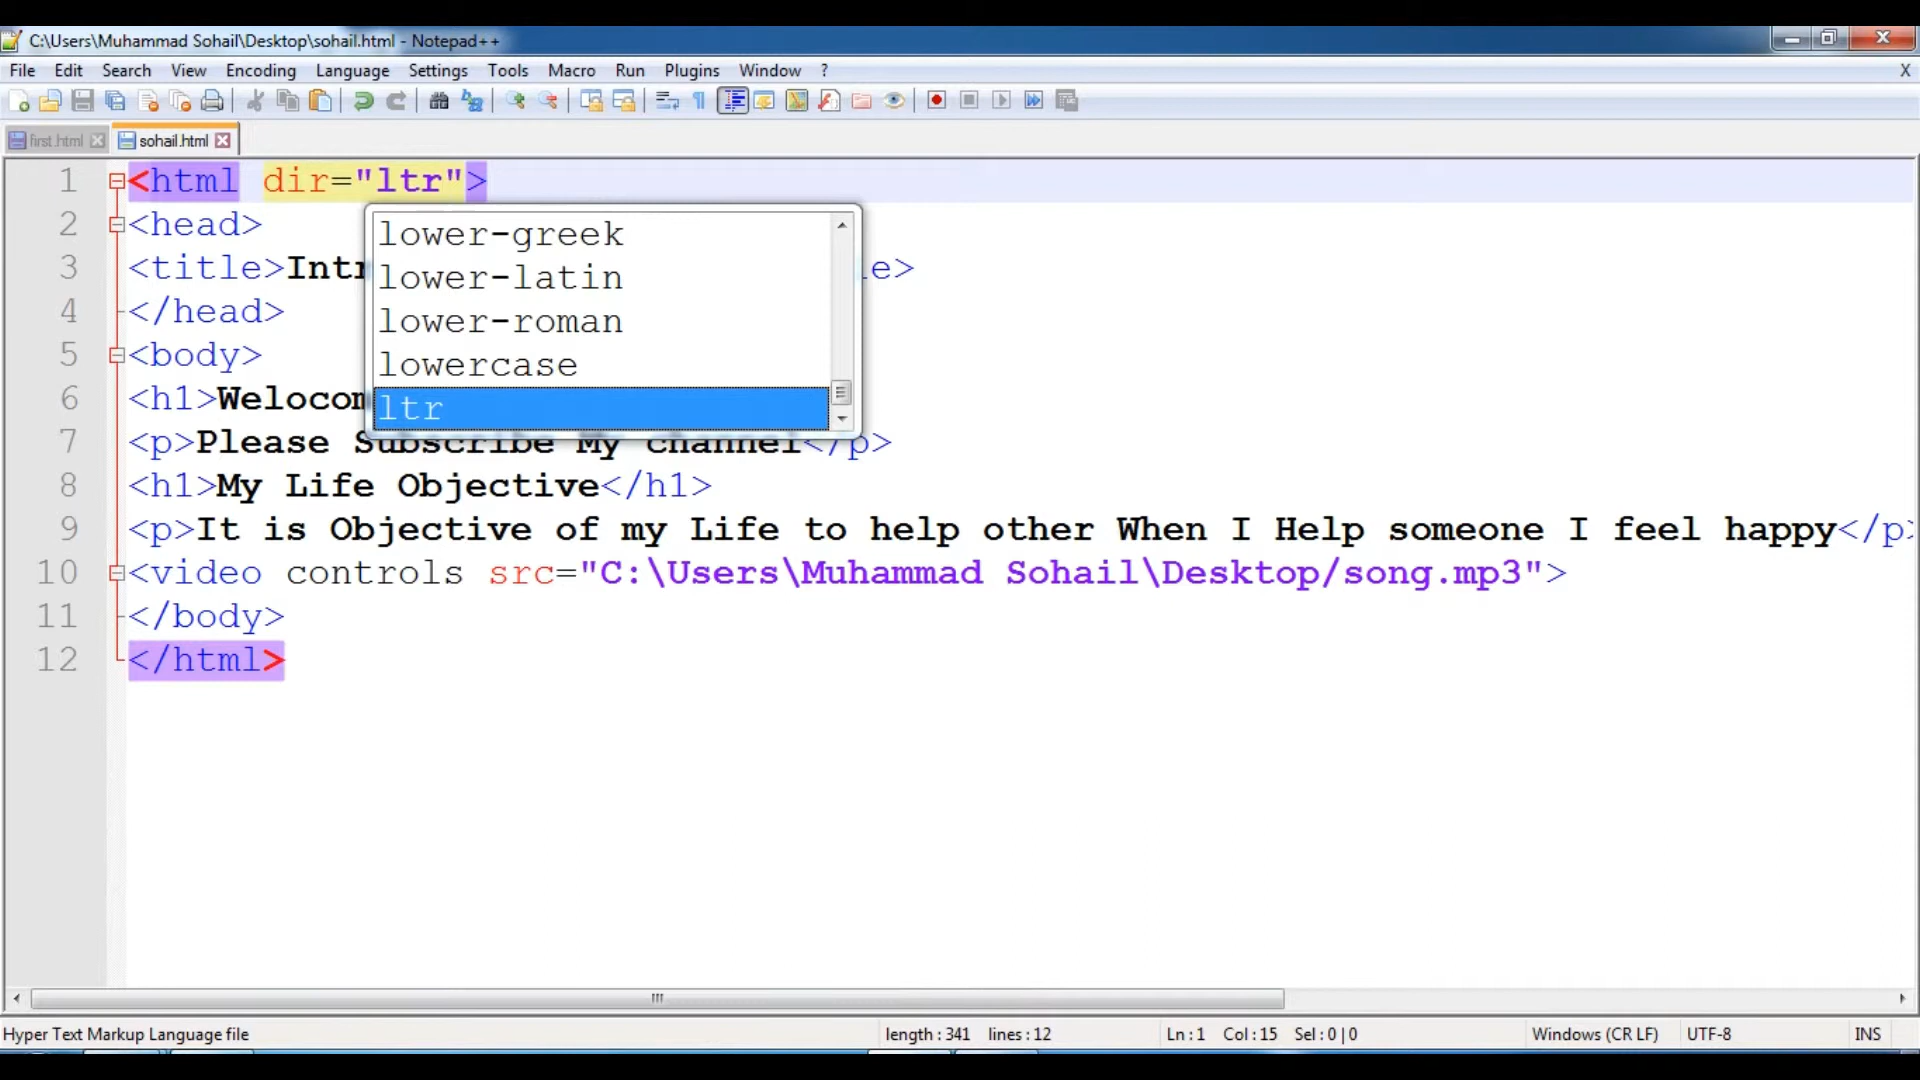 C:\Users\Muhammad Sohail\Desktop\sohail.html - Notepad++
File Edit Search View Encoding Language Settings Tools Macro Run Plugins Window ? X
first.html sohail.html
1 <html dir="ltr">
2 <head>
lower-greek
lower-latin
lower-roman
lowercase
ltr
3 <title>Intr e>
4 </head>
5 <body>
6 <h1>Welocom
7 <p>Please Subscribe My channel</p>
8 <h1>My Life Objective</h1>
9 <p>It is Objective of my Life to help other When I Help someone I feel happy</p>
10 <video controls src="C:\Users\Muhammad Sohail\Desktop/song.mp3">
11 </body>
12 </html>
Hyper Text Markup Language file length : 341 lines : 12 Ln : 1 Col : 15 Sel : 0 | 0 Windows (CR LF) UTF-8 INS